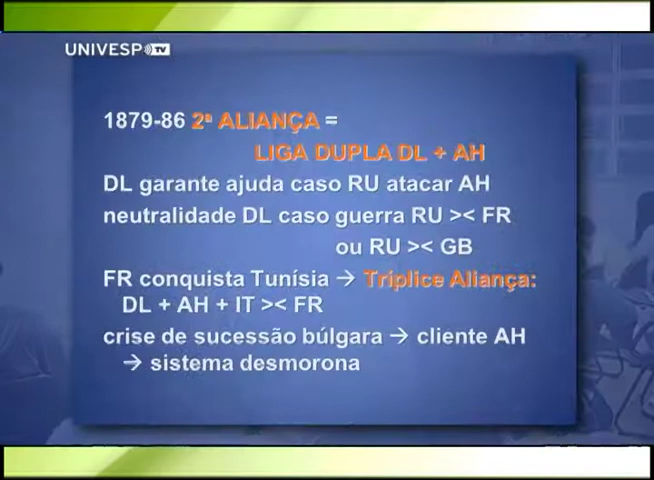 UNIVESP TV
1879-86 2ª ALIANÇA =
LIGA DUPLA DL + AH
DL garante ajuda caso RU atacar AH
neutralidade DL caso guerra RU >< FR
ou RU >< GB
FR conquista Tunísia → Tríplice Aliança:
DL + AH + IT >< FR
crise de sucessão búlgara → cliente AH
→ sistema desmorona